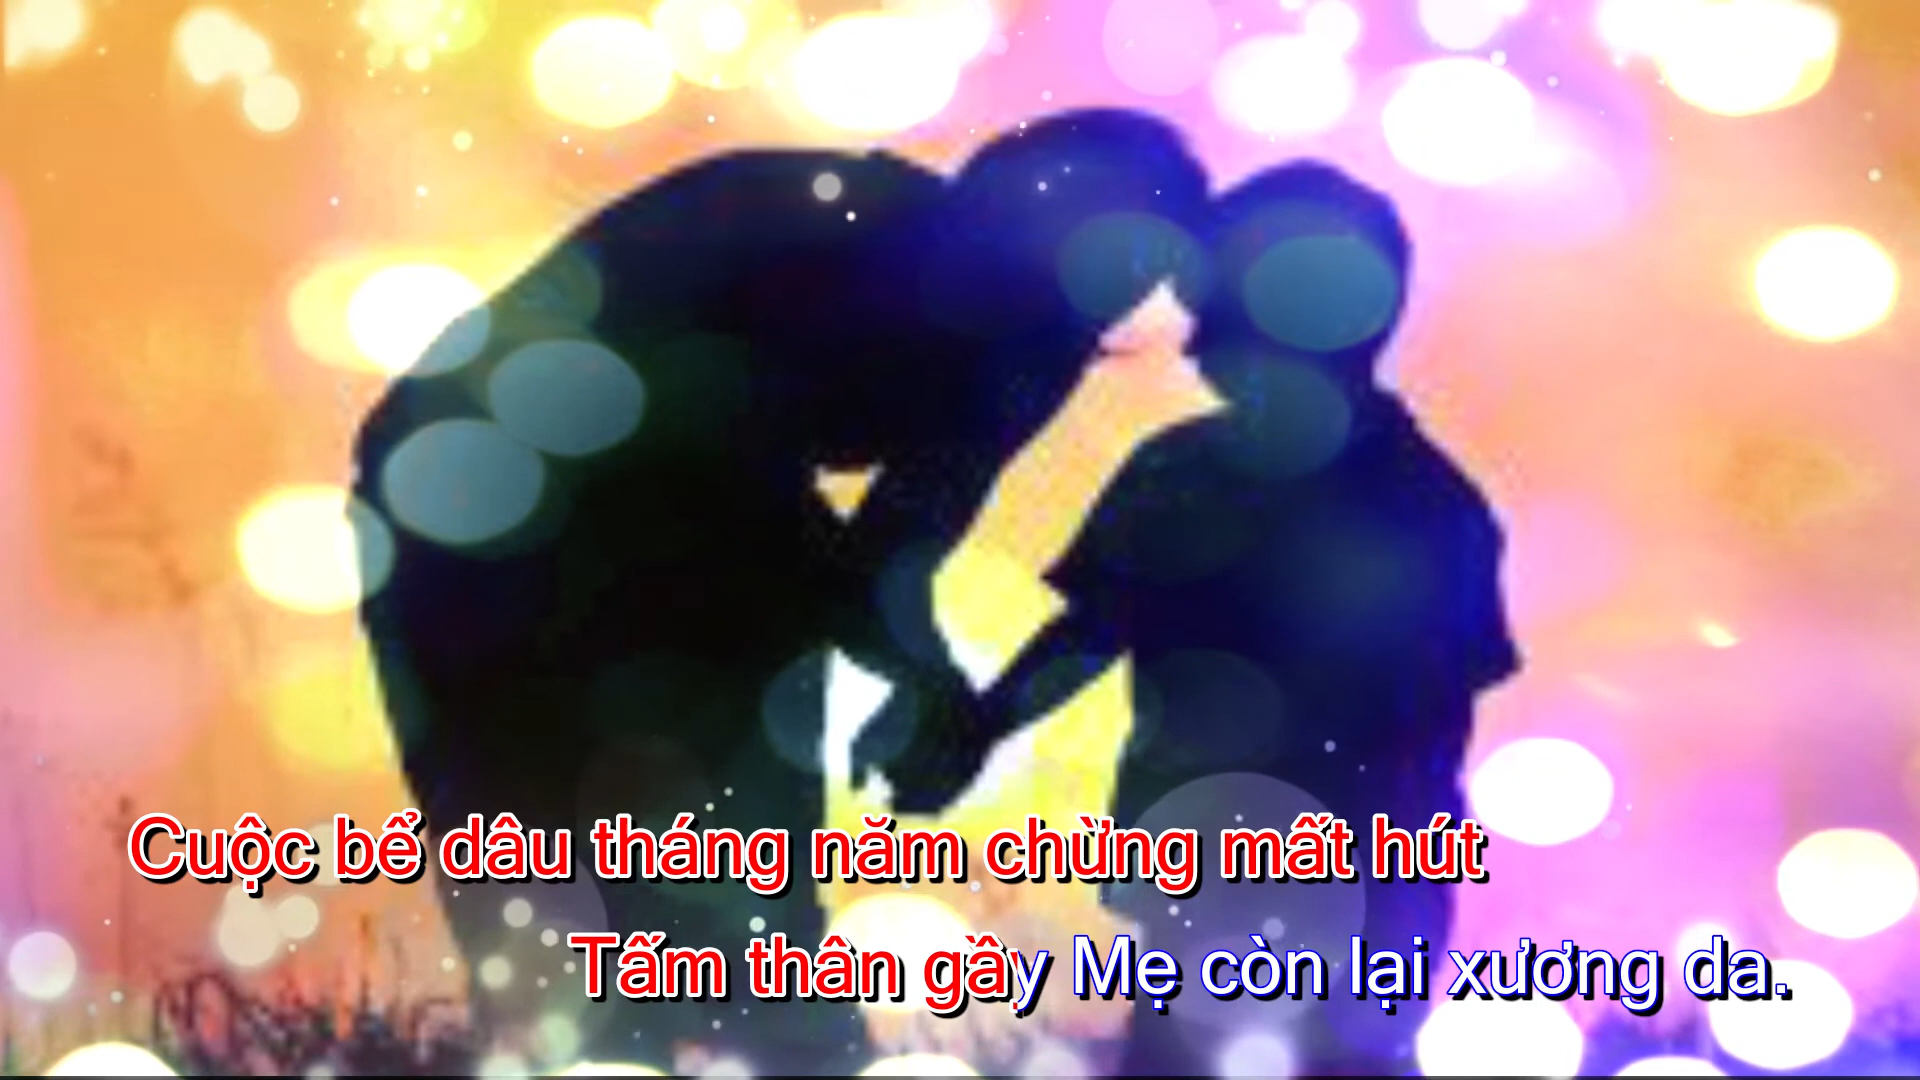 Cuộc bể dâu tháng năm chừng mất hút
Tấm thân gầy Mẹ còn lại xương da.